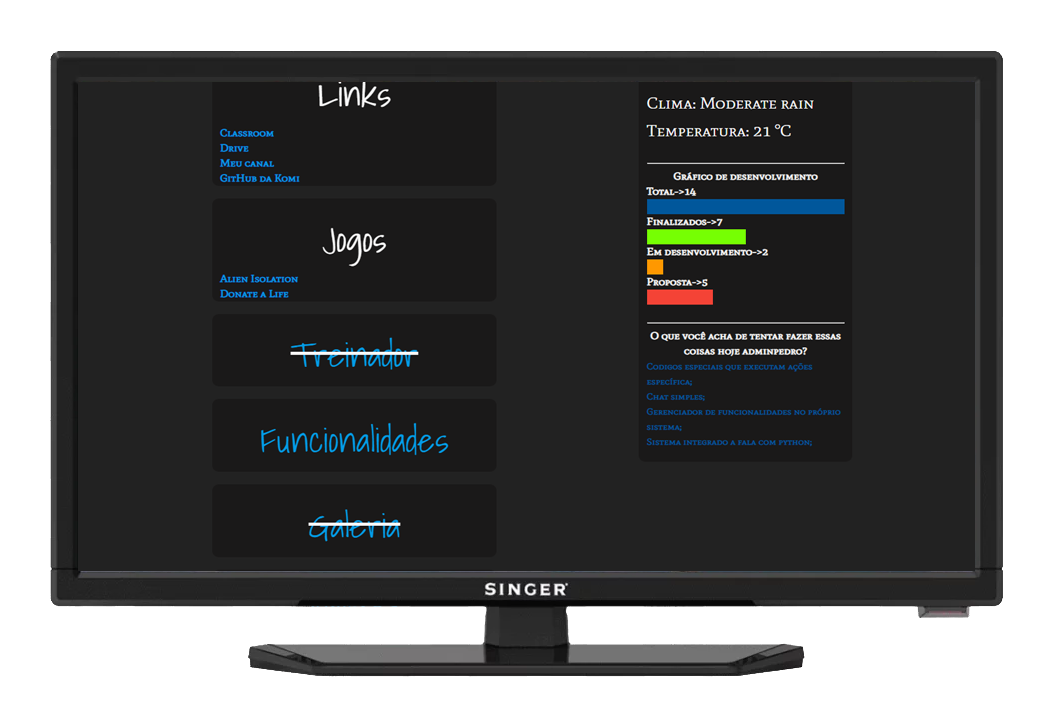 Links
Classroom
Drive
Meu canal
GitHub da Komi
Jogos
Alien Isolation
Donate a Life
Treinador
Funcionalidades
Galeria
Clima: Moderate rain
Temperatura: 21 °C
Gráfico de desenvolvimento
Total->14
Finalizados->7
Em desenvolvimento->2
Proposta->5
O que você acha de tentar fazer essas
coisas hoje adminpedro?
Codigos especiais que executam ações
específica;
Chat simples;
Gerenciador de funcionalidades no próprio
sistema;
Sistema integrado a fala com python;
SINGER